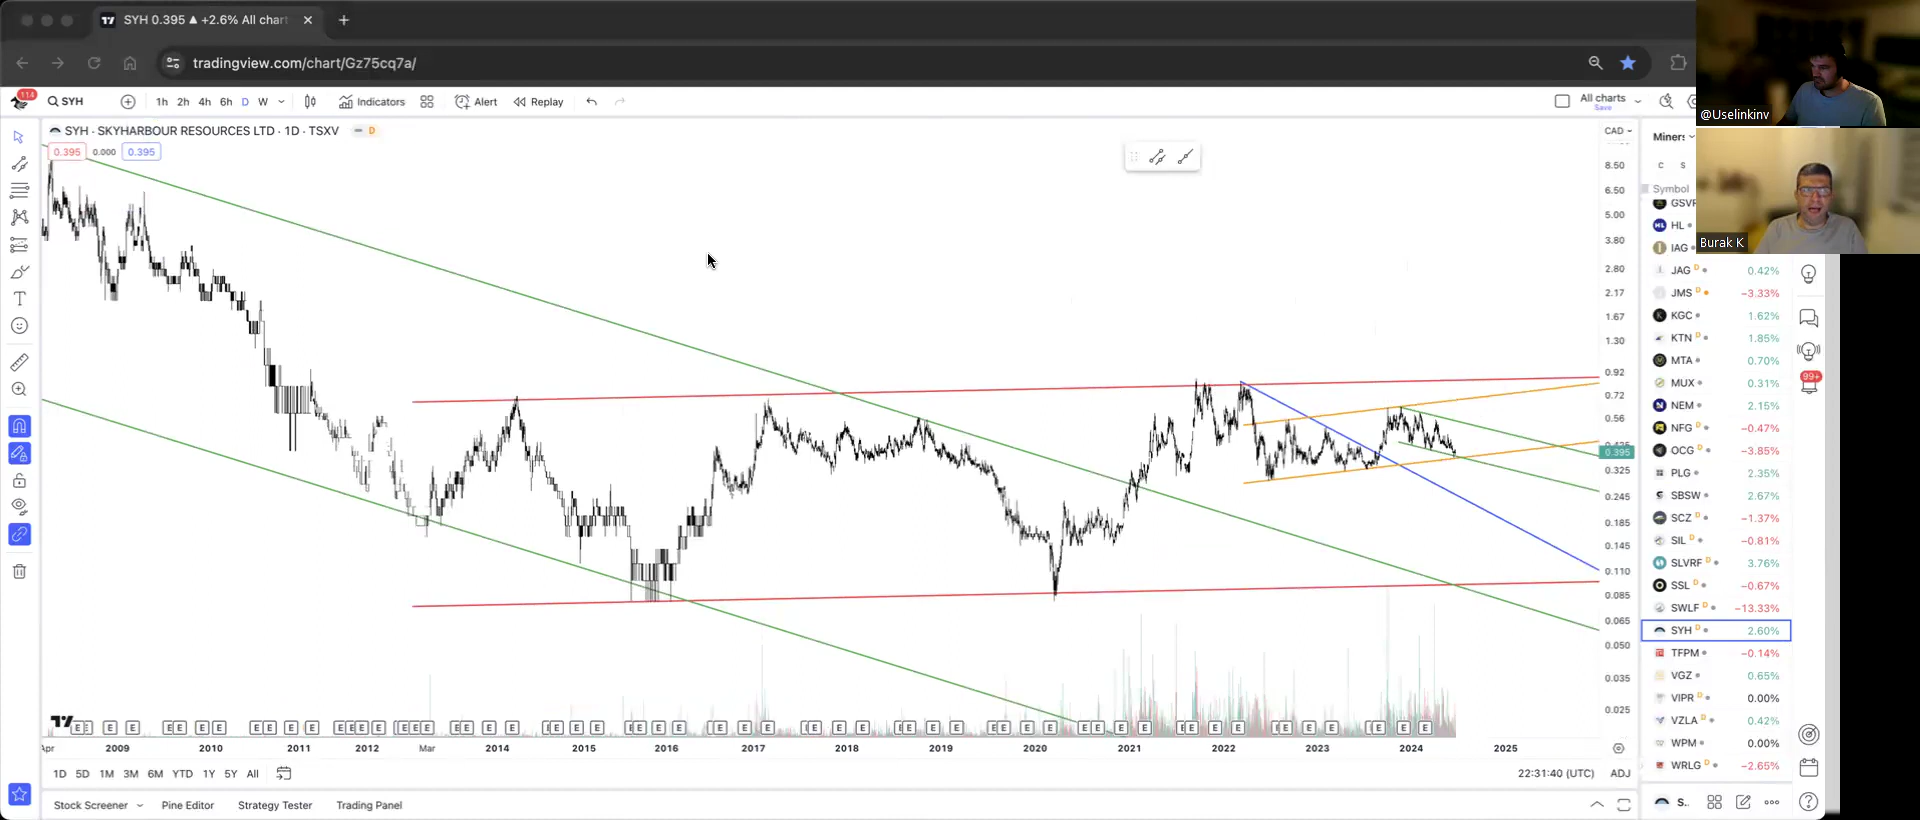 SYH 0.395 ▲ +2.6% All chart
tradingview.com/chart/Gz75cq7a/
114
SYH
1h 2h 4h 6h D W
Indicators
Alert
Replay
All charts
Save
@Uselinkinv
Burak K
SYH · SKYHARBOUR RESOURCES LTD · 1D · TSXV
D
0.395 0.000 0.395
CAD
8.50
6.50
5.00
3.80
2.80
2.17
1.67
1.30
0.92
0.72
0.56
0.395
0.325
0.245
0.185
0.145
0.110
0.085
0.065
0.050
0.035
0.025
Miners
C S
Symbol
GSVR
HL
IAG
JAG D 0.42%
JMS D −3.33%
KGC 1.62%
KTN D 1.85%
MTA 0.70%
MUX 0.31%
NEM 2.15%
NFG D −0.47%
OCG D −3.85%
PLG 2.35%
SBSW 2.67%
SCZ D −1.37%
SIL D −0.81%
SLVRF D 3.76%
SSL D −0.67%
SWLF D −13.33%
SYH D 2.60%
TFPM −0.14%
VGZ 0.65%
VIPR D 0.00%
VZLA D 0.42%
WPM 0.00%
WRLG D −2.65%
99+
Apr 2009 2010 2011 2012 Mar 2014 2015 2016 2017 2018 2019 2020 2021 2022 2023 2024 2025
1D 5D 1M 3M 6M YTD 1Y 5Y All
22:31:40 (UTC) ADJ
Stock Screener Pine Editor Strategy Tester Trading Panel
S..